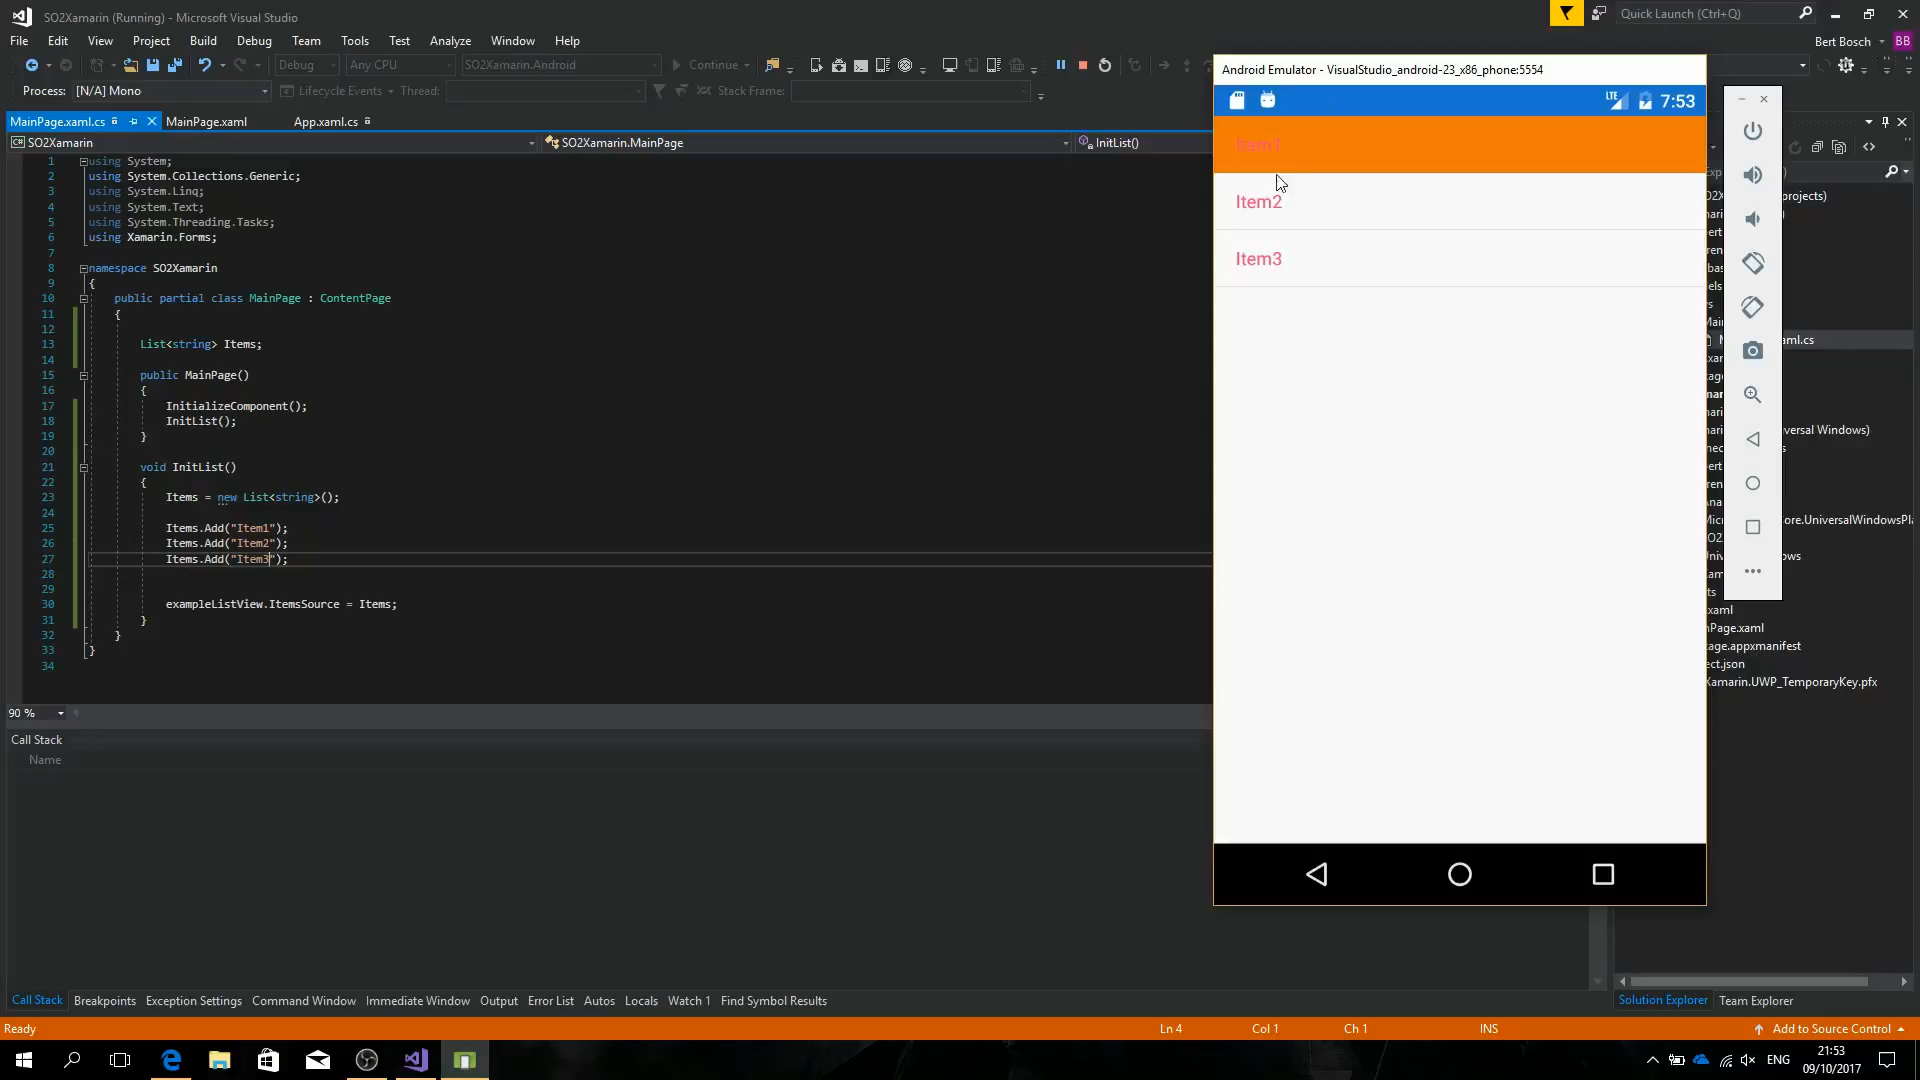 SO2Xamarin (Running) - Microsoft Visual Studio
Quick Launch (Ctrl+Q)
File Edit View Project Build Debug Team Tools Test Analyze Window Help
Bert Bosch BB
Debug Any CPU SO2Xamarin.Android Continue
Process: [N/A] Mono Lifecycle Events Thread: Stack Frame:
MainPage.xaml.cs MainPage.xaml App.xaml.cs
SO2Xamarin SO2Xamarin.MainPage InitList()
1 using System;
2 using System.Collections.Generic;
3 using System.Linq;
4 using System.Text;
5 using System.Threading.Tasks;
6 using Xamarin.Forms;
7
8 namespace SO2Xamarin
9 {
10 public partial class MainPage : ContentPage
11 {
12
13 List<string> Items;
14
15 public MainPage()
16 {
17 InitializeComponent();
18 InitList();
19 }
20
21 void InitList()
22 {
23 Items = new List<string>();
24
25 Items.Add("Item1");
26 Items.Add("Item2");
27 Items.Add("Item3");
28
29
30 exampleListView.ItemsSource = Items;
31 }
32 }
33 }
34
90 %
Call Stack
Name
Android Emulator - VisualStudio_android-23_x86_phone:5554
LTE 7:53
Item1
Item2
Item3
projects)
aml.cs
versal Windows)
Core.UniversalWindowsPla
ows
xaml
nPage.xaml
age.appxmanifest
ect.json
Xamarin.UWP_TemporaryKey.pfx
Call Stack Breakpoints Exception Settings Command Window Immediate Window Output Error List Autos Locals Watch 1 Find Symbol Results
Solution Explorer Team Explorer
Ready Ln 4 Col 1 Ch 1 INS Add to Source Control
ENG
21:53
09/10/2017